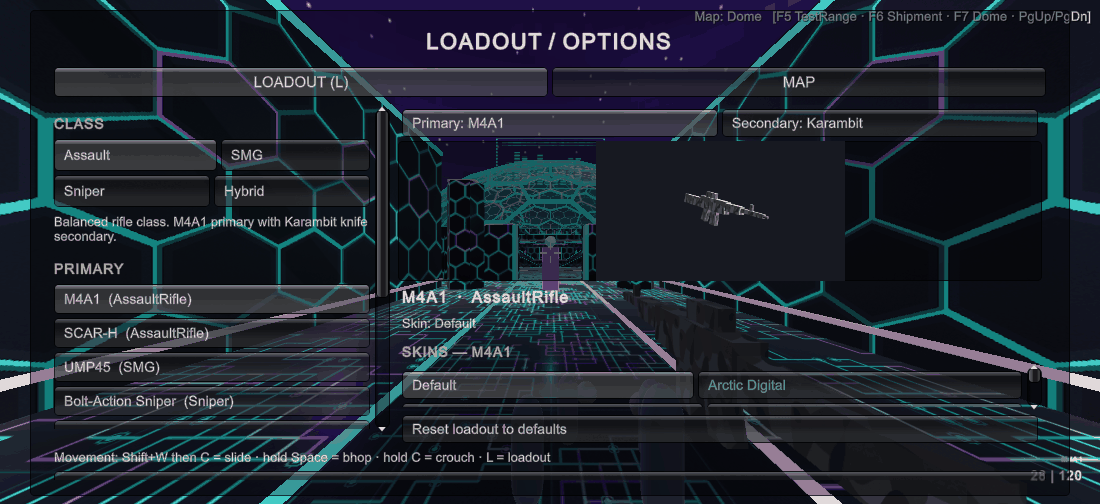 Map: Dome [F5 TestRange · F6 Shipment · F7 Dome · PgUp/PgDn]
LOADOUT / OPTIONS
LOADOUT (L)
MAP
CLASS
Assault
SMG
Sniper
Hybrid
Balanced rifle class. M4A1 primary with Karambit knife
secondary.
PRIMARY
M4A1 (AssaultRifle)
SCAR-H (AssaultRifle)
UMP45 (SMG)
Bolt-Action Sniper (Sniper)
Primary: M4A1
Secondary: Karambit
M4A1 · AssaultRifle
Skin: Default
SKINS — M4A1
Default
Arctic Digital
Reset loadout to defaults
Movement: Shift+W then C = slide · hold Space = bhop · hold C = crouch · L = loadout
28 | 120